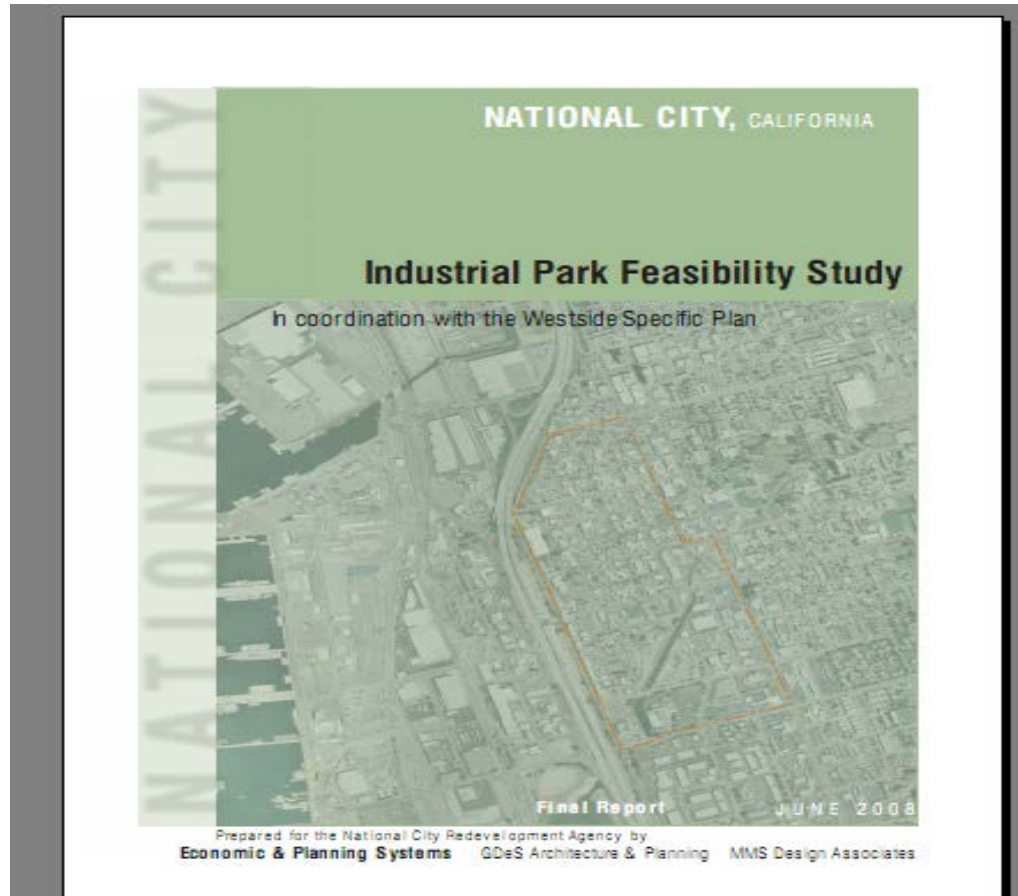 NATIONAL CITY
NATIONAL CITY, CALIFORNIA
Industrial Park Feasibility Study
In coordination with the Westside Specific Plan
Final Report JUNE 2008
Prepared for the National City Redevelopment Agency by
Economic & Planning Systems GDeS Architecture & Planning MMS Design Associates